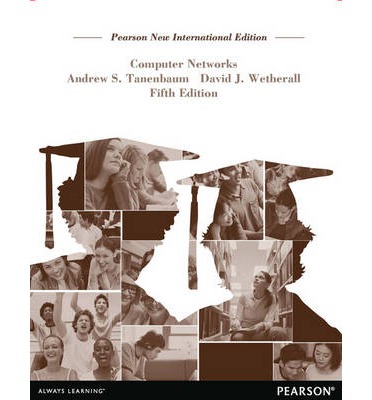 Pearson New International Edition
Computer Networks
Andrew S. Tanenbaum David J. Wetherall
Fifth Edition
ALWAYS LEARNING
PEARSON